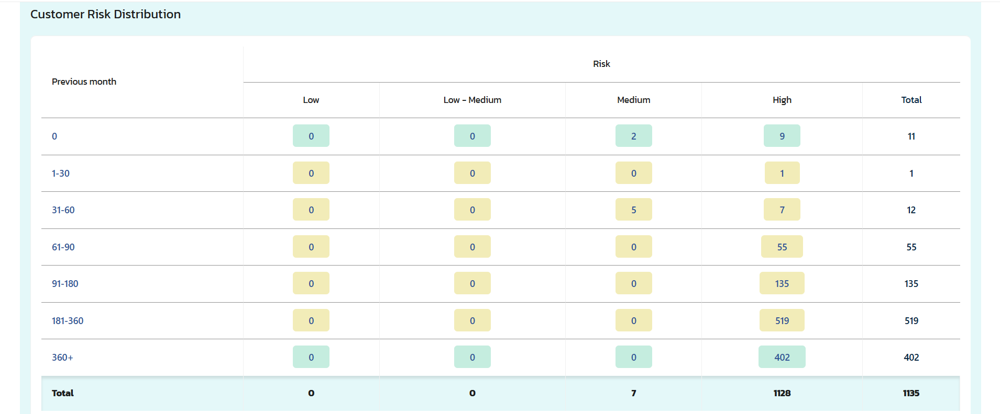 Customer Risk Distribution
Risk
Previous month
Low Low - Medium Medium High Total
0 0 0 2 9 11
1-30 0 0 0 1 1
31-60 0 0 5 7 12
61-90 0 0 0 55 55
91-180 0 0 0 135 135
181-360 0 0 0 519 519
360+ 0 0 0 402 402
Total 0 0 7 1128 1135